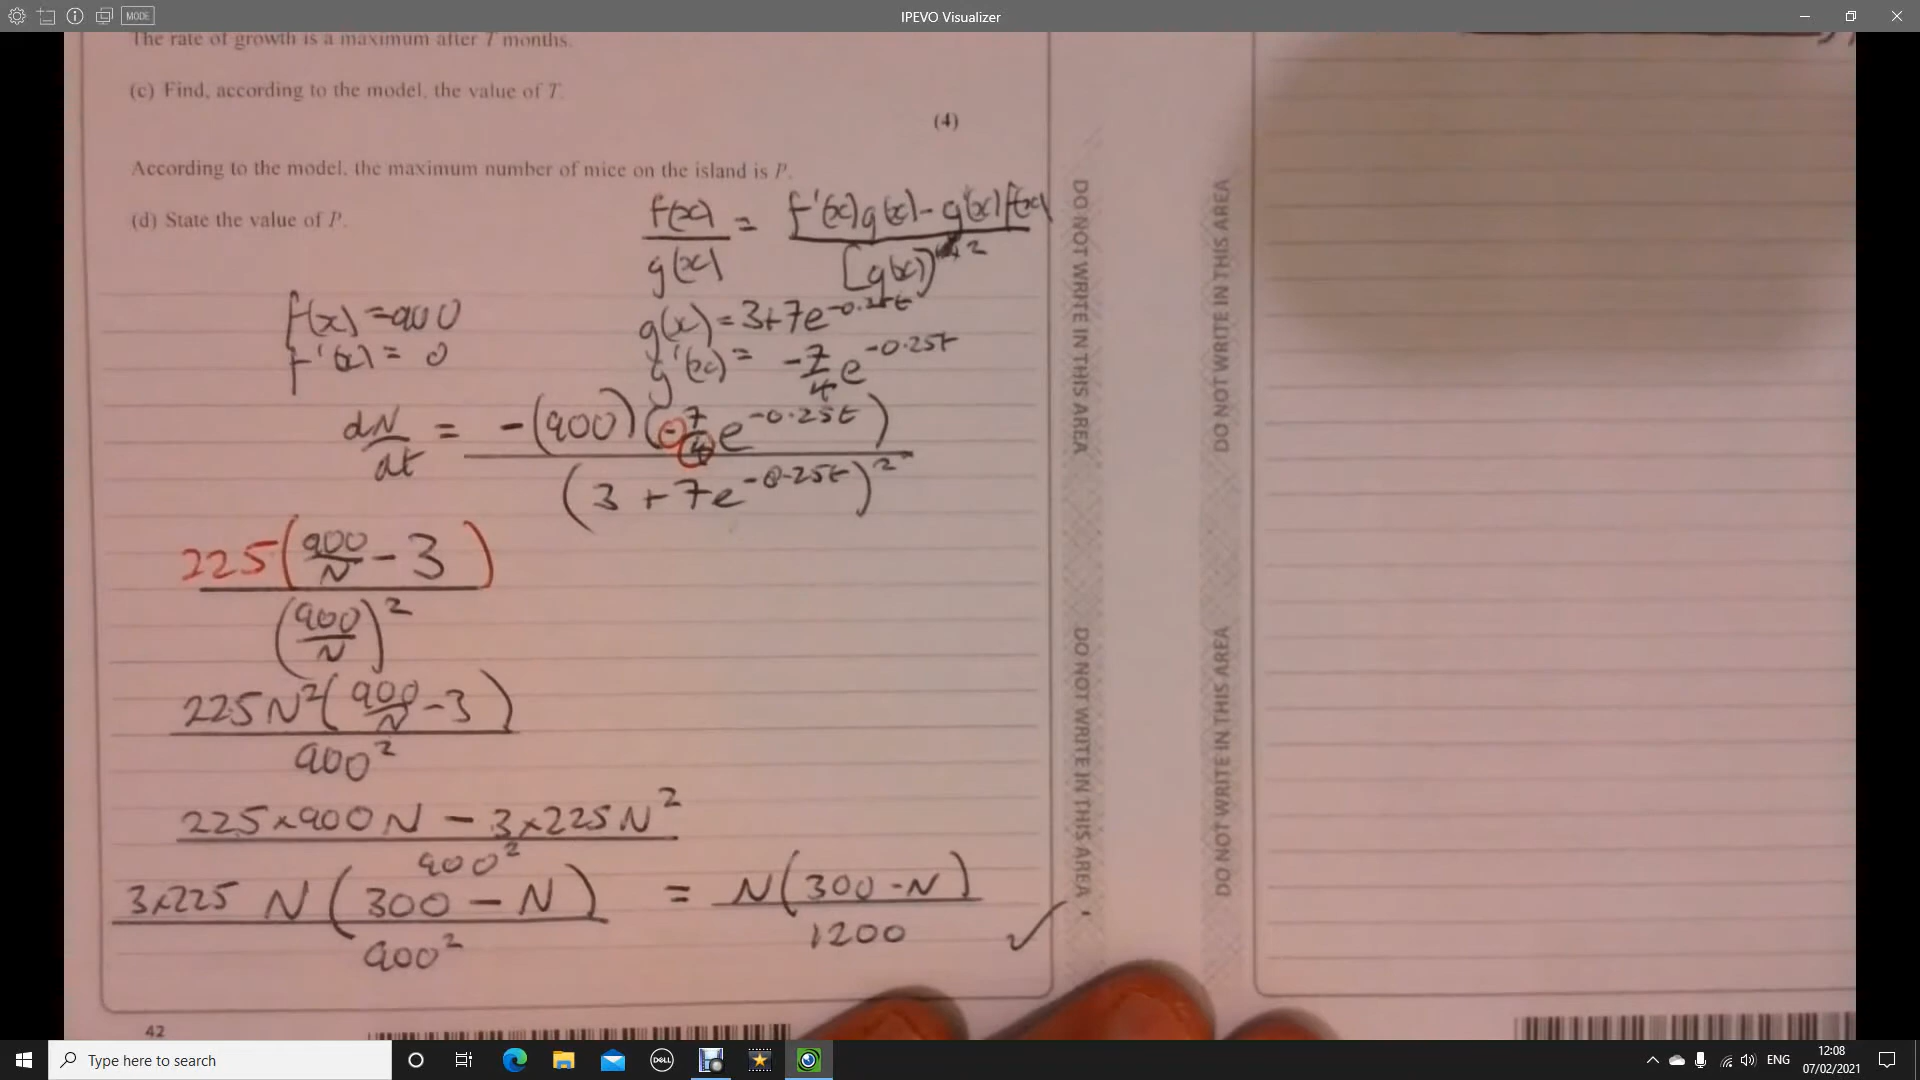 MODE
IPEVO Visualizer
The rate of growth is a maximum after T months.
(c) Find, according to the model, the value of T.
(4)
According to the model, the maximum number of mice on the island is P.
(d) State the value of P.
f(x)/g(x) = f'(x)g(x) - g'(x)f(x) / [g(x)]^2
f(x) = 900
f'(x) = 0
g(x) = 3+7e^-0.25t
g'(x) = -7/4 e^-0.25t
dN/dt = -(900)(-7/4 e^-0.25t) / (3 + 7e^-0.25t)^2
225(900/N - 3) / (900/N)^2
225N^2(900/N - 3) / 900^2
225×900N - 3×225N^2 / 900^2
3×225 N(300 - N) / 900^2 = N(300-N) / 1200 ✓
42
DO NOT WRITE IN THIS AREA
DO NOT WRITE IN THIS AREA
DO NOT WRITE IN THIS AREA
DO NOT WRITE IN THIS AREA
Type here to search
DELL
ENG
12:08
07/02/2021